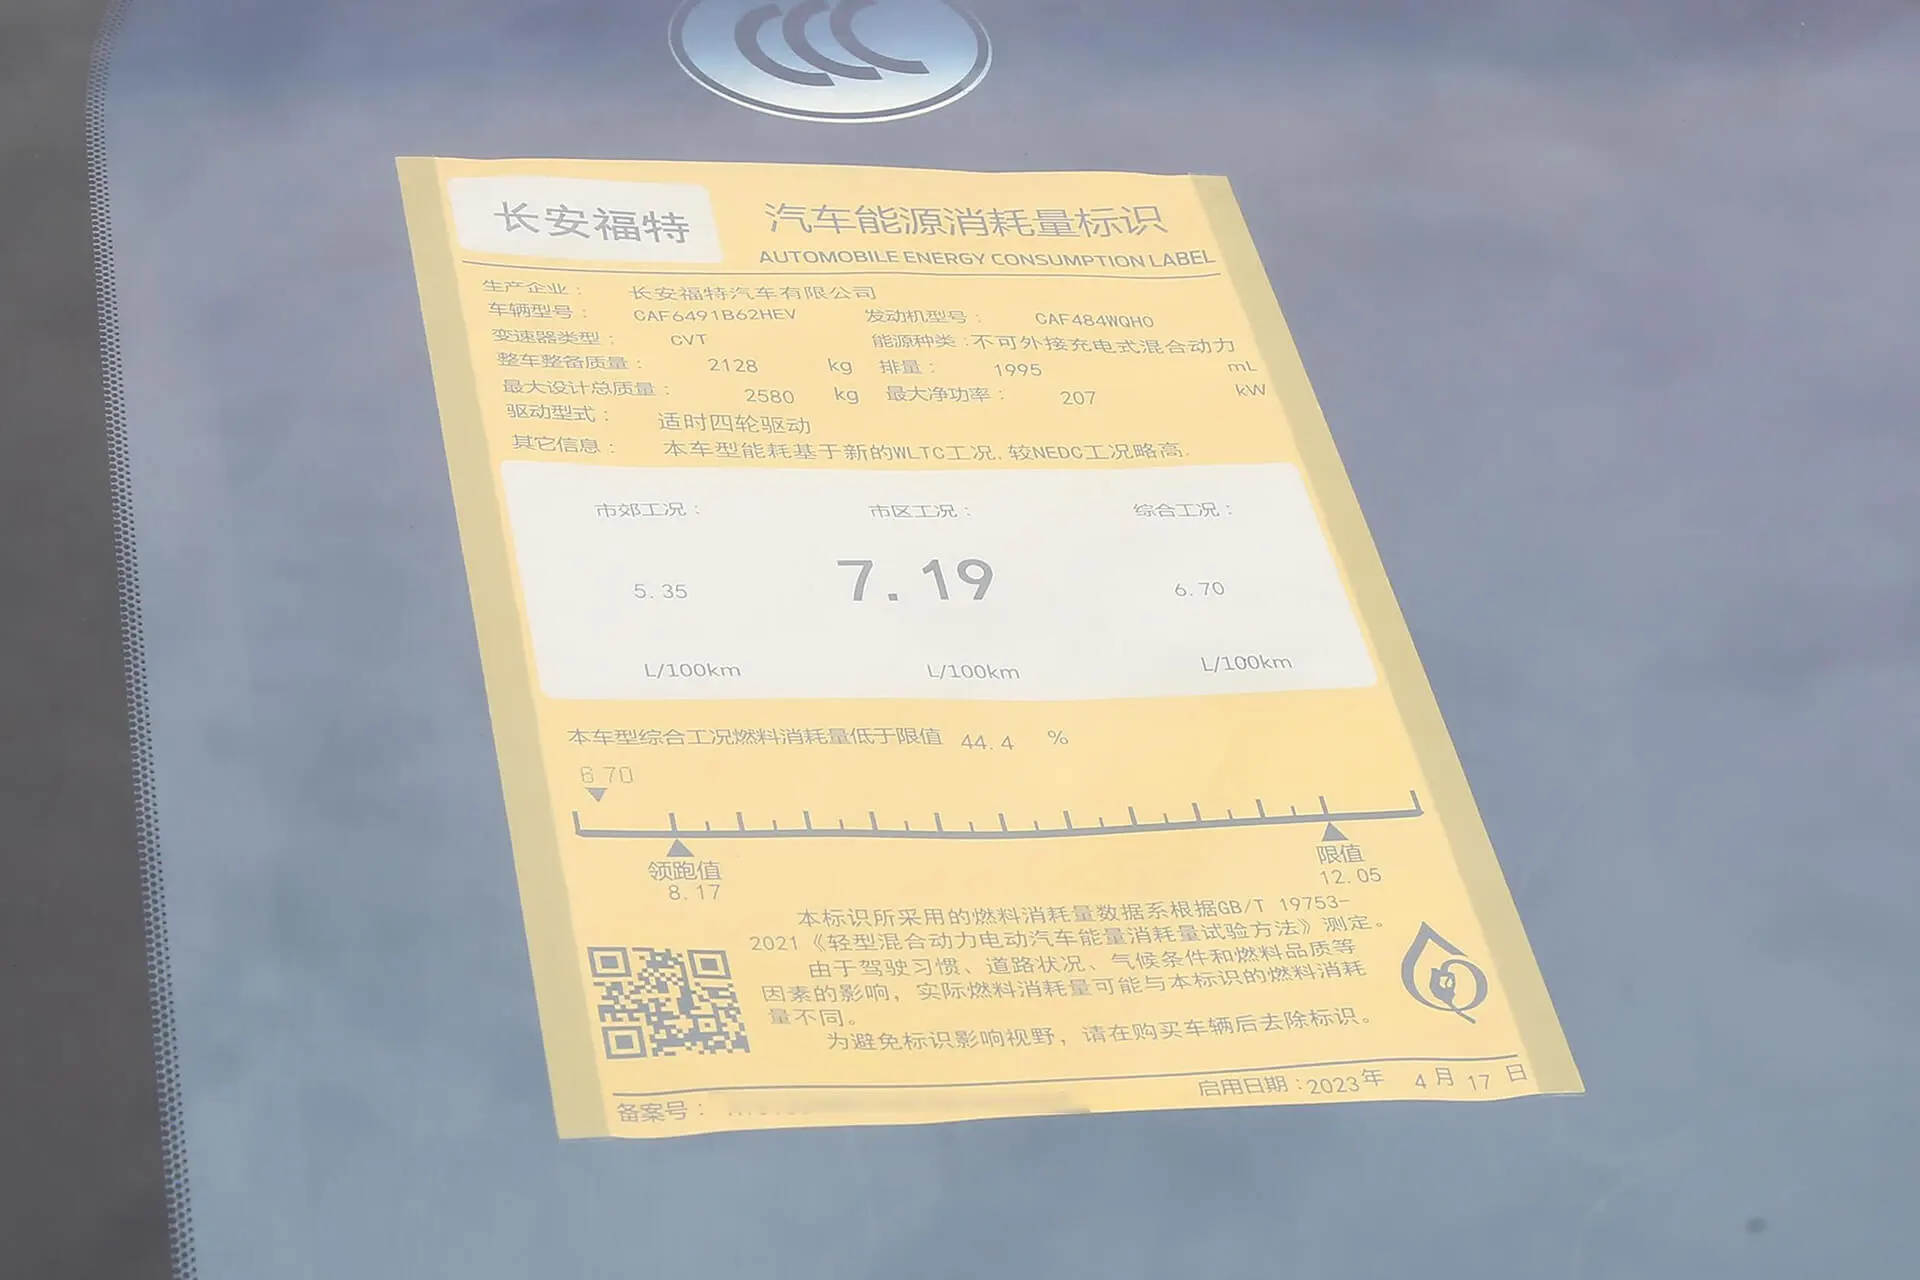 长安福特
汽车能源消耗量标识
AUTOMOBILE ENERGY CONSUMPTION LABEL
生产企业： 长安福特汽车有限公司
车辆型号： CAF6491B62HEV 发动机型号： CAF484WQH0
变速器类型： CVT 能源种类：不可外接充电式混合动力
整车整备质量： 2128 kg 排量： 1995 mL
最大设计总质量： 2580 kg 最大净功率： 207 kW
驱动型式： 适时四轮驱动
其它信息： 本车型能耗基于新的WLTC工况,较NEDC工况略高.
市郊工况： 市区工况： 综合工况：
5.35 7.19 6.70
L/100km L/100km L/100km
本车型综合工况燃料消耗量低于限值 44.4 %
6.70
领跑值 限值
8.17 12.05
本标识所采用的燃料消耗量数据系根据GB/T 19753-
2021《轻型混合动力电动汽车能量消耗量试验方法》测定。
由于驾驶习惯、道路状况、气候条件和燃料品质等
因素的影响，实际燃料消耗量可能与本标识的燃料消耗
量不同。
为避免标识影响视野，请在购买车辆后去除标识。
启用日期：2023年 4月 17日
备案号：